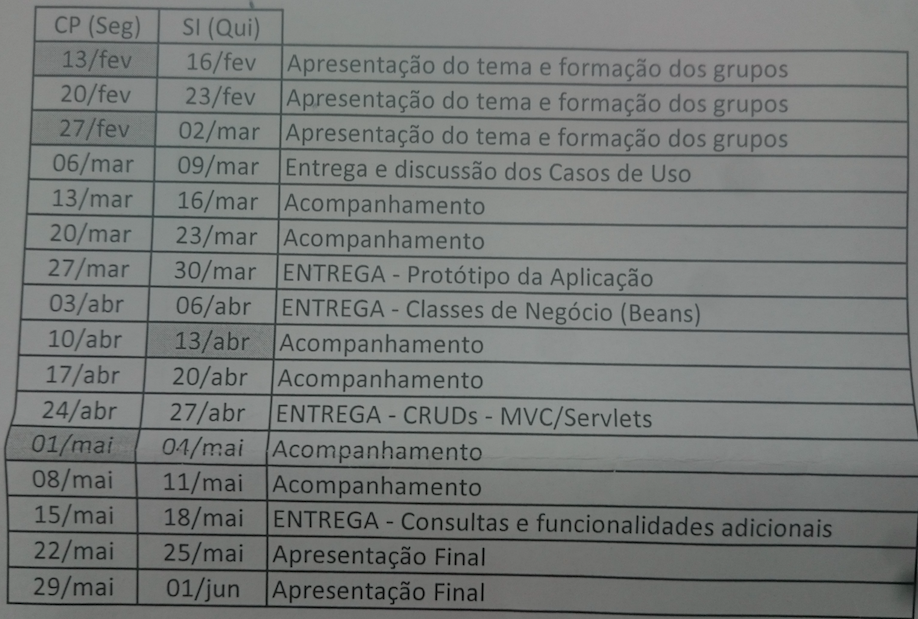 CP (Seg) SI (Qui)
13/fev 16/fev Apresentação do tema e formação dos grupos
20/fev 23/fev Apresentação do tema e formação dos grupos
27/fev 02/mar Apresentação do tema e formação dos grupos
06/mar 09/mar Entrega e discussão dos Casos de Uso
13/mar 16/mar Acompanhamento
20/mar 23/mar Acompanhamento
27/mar 30/mar ENTREGA - Protótipo da Aplicação
03/abr 06/abr ENTREGA - Classes de Negócio (Beans)
10/abr 13/abr Acompanhamento
17/abr 20/abr Acompanhamento
24/abr 27/abr ENTREGA - CRUDs - MVC/Servlets
01/mai 04/mai Acompanhamento
08/mai 11/mai Acompanhamento
15/mai 18/mai ENTREGA - Consultas e funcionalidades adicionais
22/mai 25/mai Apresentação Final
29/mai 01/jun Apresentação Final